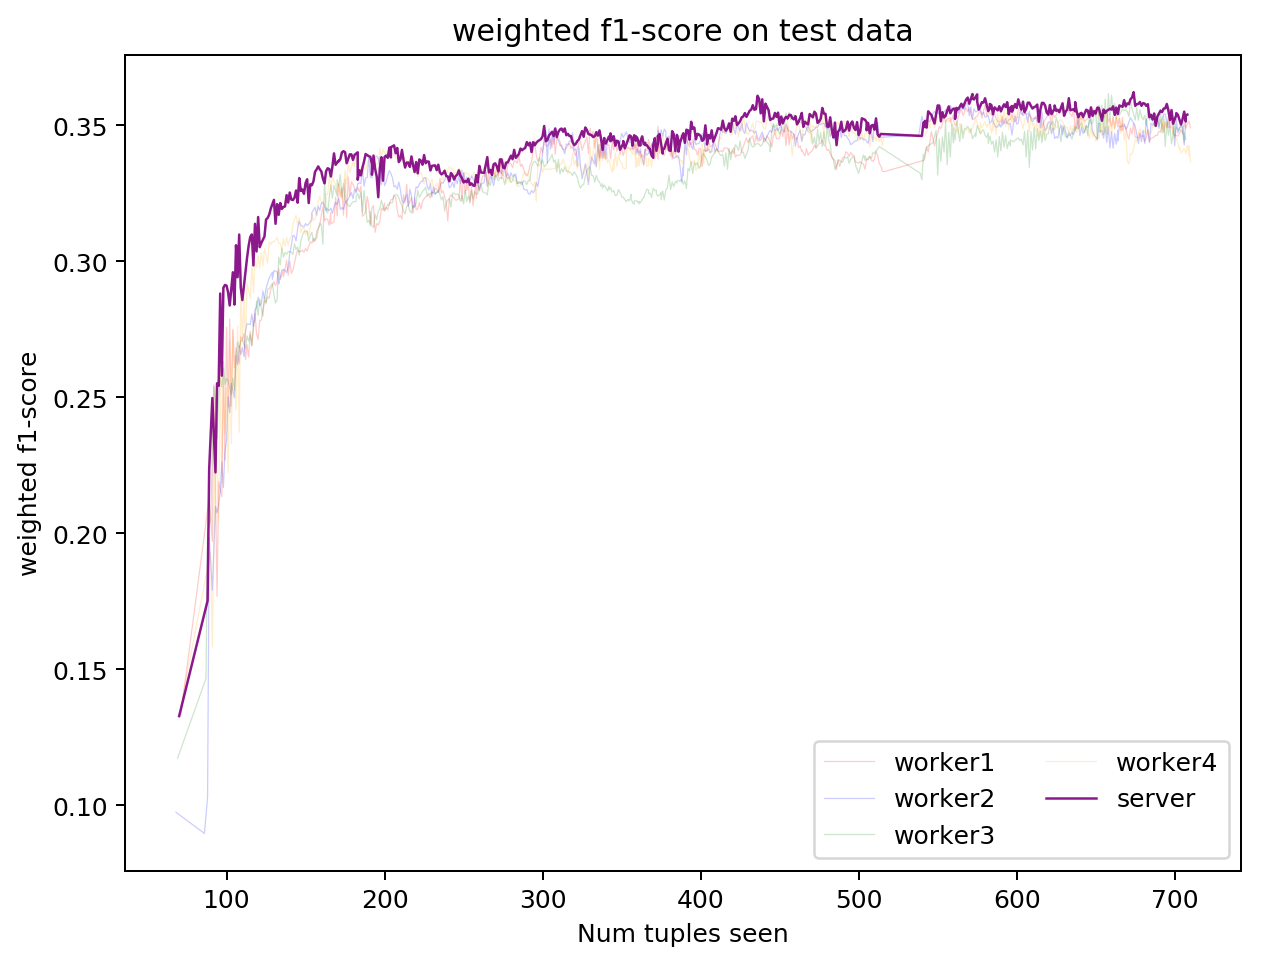 weighted f1-score on test data
weighted f1-score
0.35
0.30
0.25
0.20
0.15
0.10
100 200 300 400 500 600 700
Num tuples seen
worker1
worker2
worker3
worker4
server